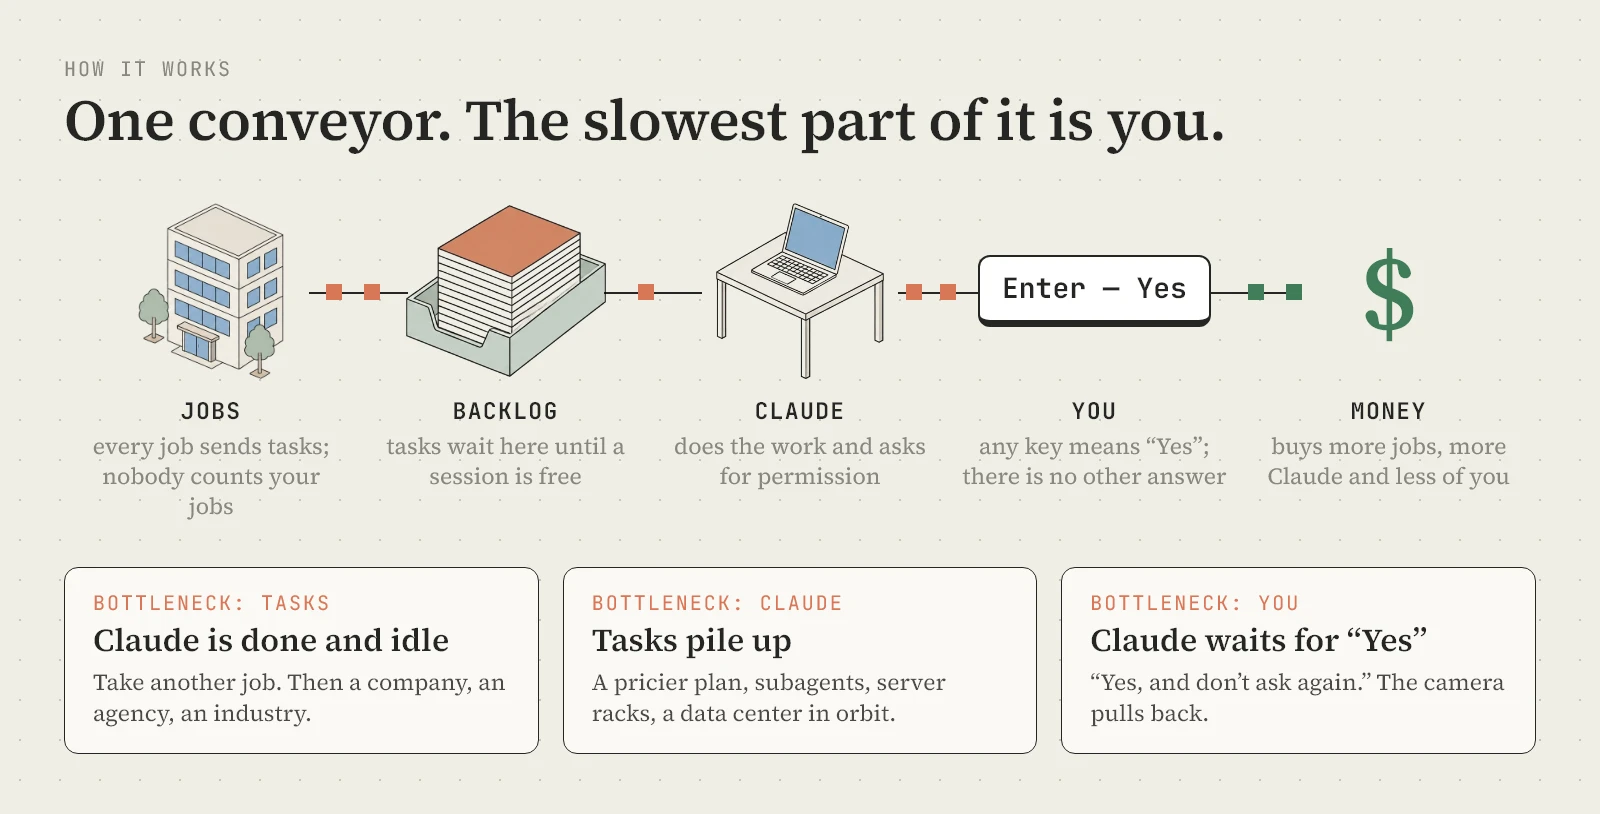 HOW IT WORKS
One conveyor. The slowest part of it is you.
Enter — Yes
$
JOBS
every job sends tasks;
nobody counts your
jobs
BACKLOG
tasks wait here until a
session is free
CLAUDE
does the work and asks
for permission
YOU
any key means “Yes”;
there is no other answer
MONEY
buys more jobs, more
Claude and less of you
BOTTLENECK: TASKS
Claude is done and idle
Take another job. Then a company, an
agency, an industry.
BOTTLENECK: CLAUDE
Tasks pile up
A pricier plan, subagents, server
racks, a data center in orbit.
BOTTLENECK: YOU
Claude waits for “Yes”
“Yes, and don’t ask again.” The camera
pulls back.